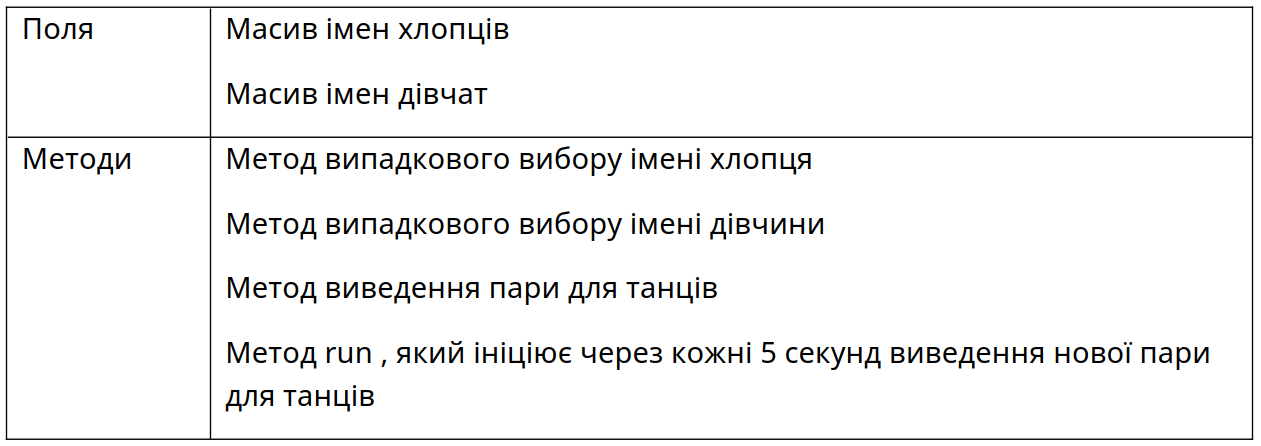 Поля
Масив імен хлопців
Масив імен дівчат
Методи
Метод випадкового вибору імені хлопця
Метод випадкового вибору імені дівчини
Метод виведення пари для танців
Метод run , який ініціює через кожні 5 секунд виведення нової пари
для танців